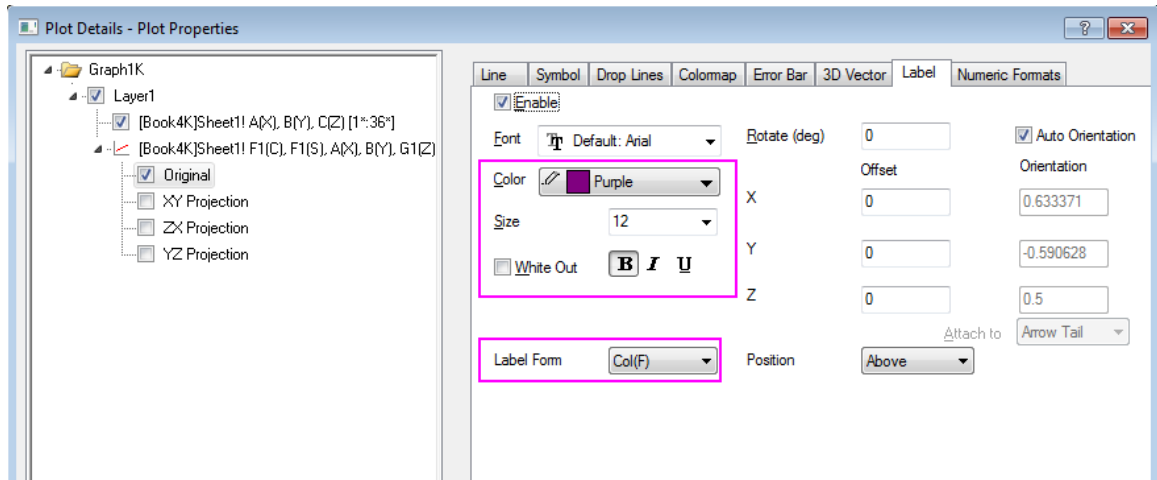 Plot Details - Plot Properties
?
Graph1K
Layer1
[Book4K]Sheet1! A(X), B(Y), C(Z) [1*:36*]
[Book4K]Sheet1! F1(C), F1(S), A(X), B(Y), G1(Z)
Original
XY Projection
ZX Projection
YZ Projection
Line Symbol Drop Lines Colormap Error Bar 3D Vector Label Numeric Formats
Enable
Font Default: Arial Rotate (deg) 0 Auto Orientation
Offset Orientation
Color Purple
X 0 0.633371
Size 12
Y 0 -0.590628
White Out B I U
Z 0 0.5
Attach to Arrow Tail
Label Form Col(F) Position Above